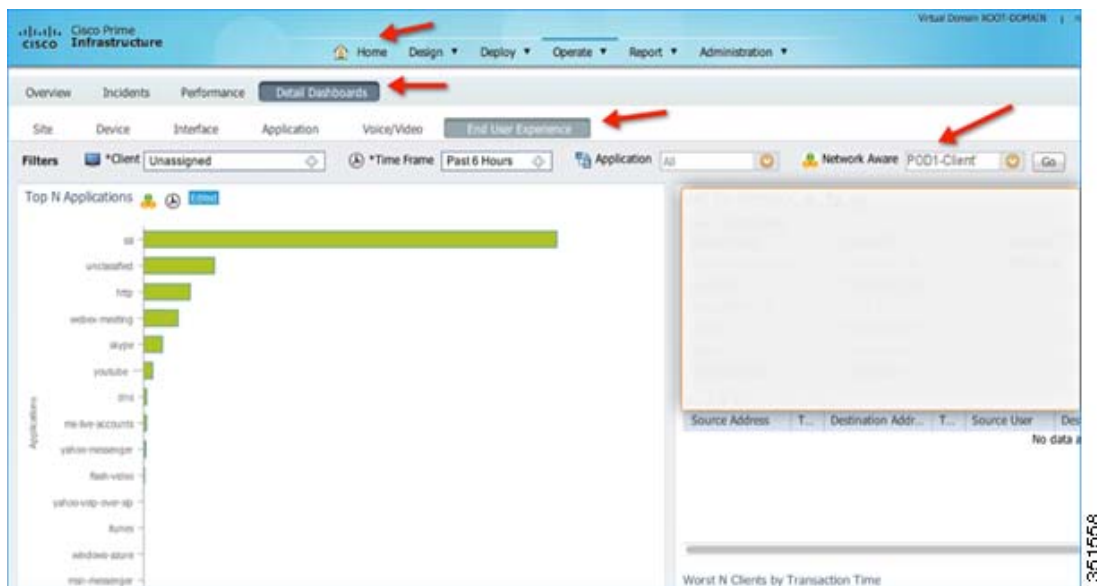 Virtual Domain ROOT-DOMAIN |
cisco Cisco Prime Infrastructure
Home Design Deploy Operate Report Administration
Overview Incidents Performance Detail Dashboards
Site Device Interface Application Voice/Video End User Experience
Filters *Client Unassigned *Time Frame Past 6 Hours Application All Network Aware POD1-Client Go
Top N Applications Edited
ssl
unclassified
http
webex-meeting
skype
youtube
dns
ms-live-accounts
yahoo-messenger
flash-video
yahoo-voip-over-sip
itunes
windows-azure
msn-messenger
Applications
Source Address T... Destination Addr... T... Source User Des
No data a
Worst N Clients by Transaction Time
351558